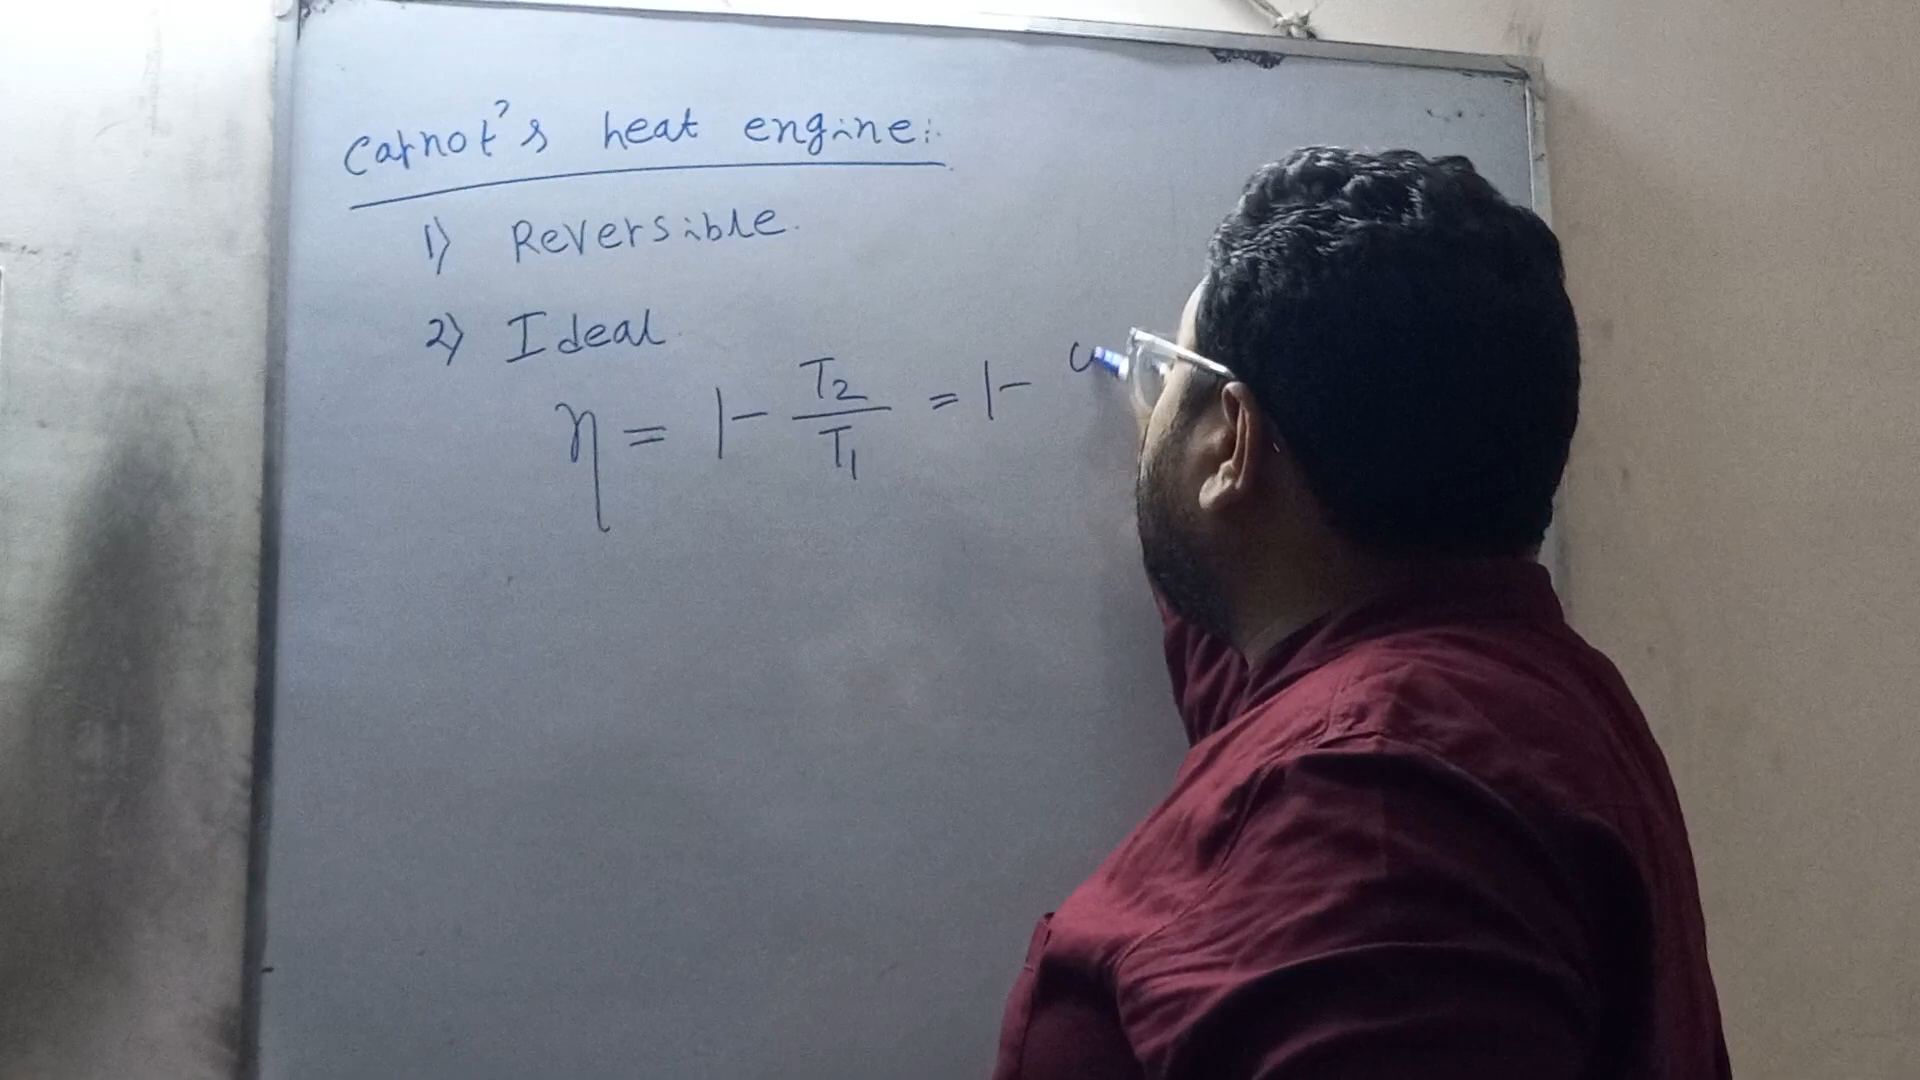 Carnot's heat engine:
1) Reversible.
2) Ideal.
η = 1 - T2/T1 = 1 -